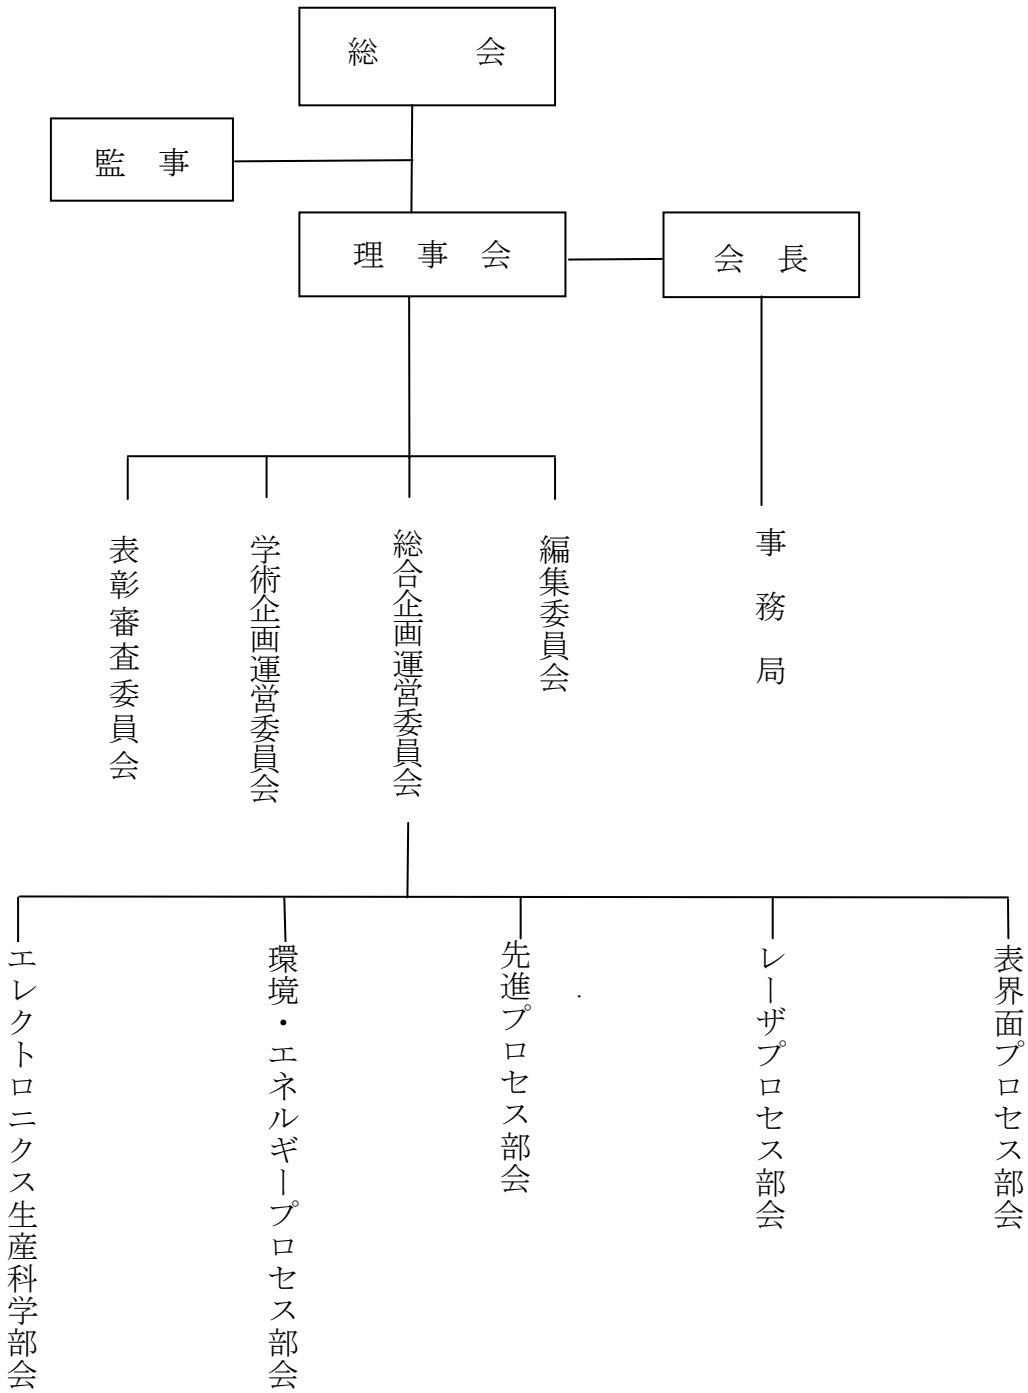 総　会
監　事
理　事　会
会　長
表彰審査委員会
学術企画運営委員会
総合企画運営委員会
編集委員会
事　務　局
エレクトロニクス生産科学部会
環境・エネルギープロセス部会
先進プロセス部会
レーザプロセス部会
表界面プロセス部会